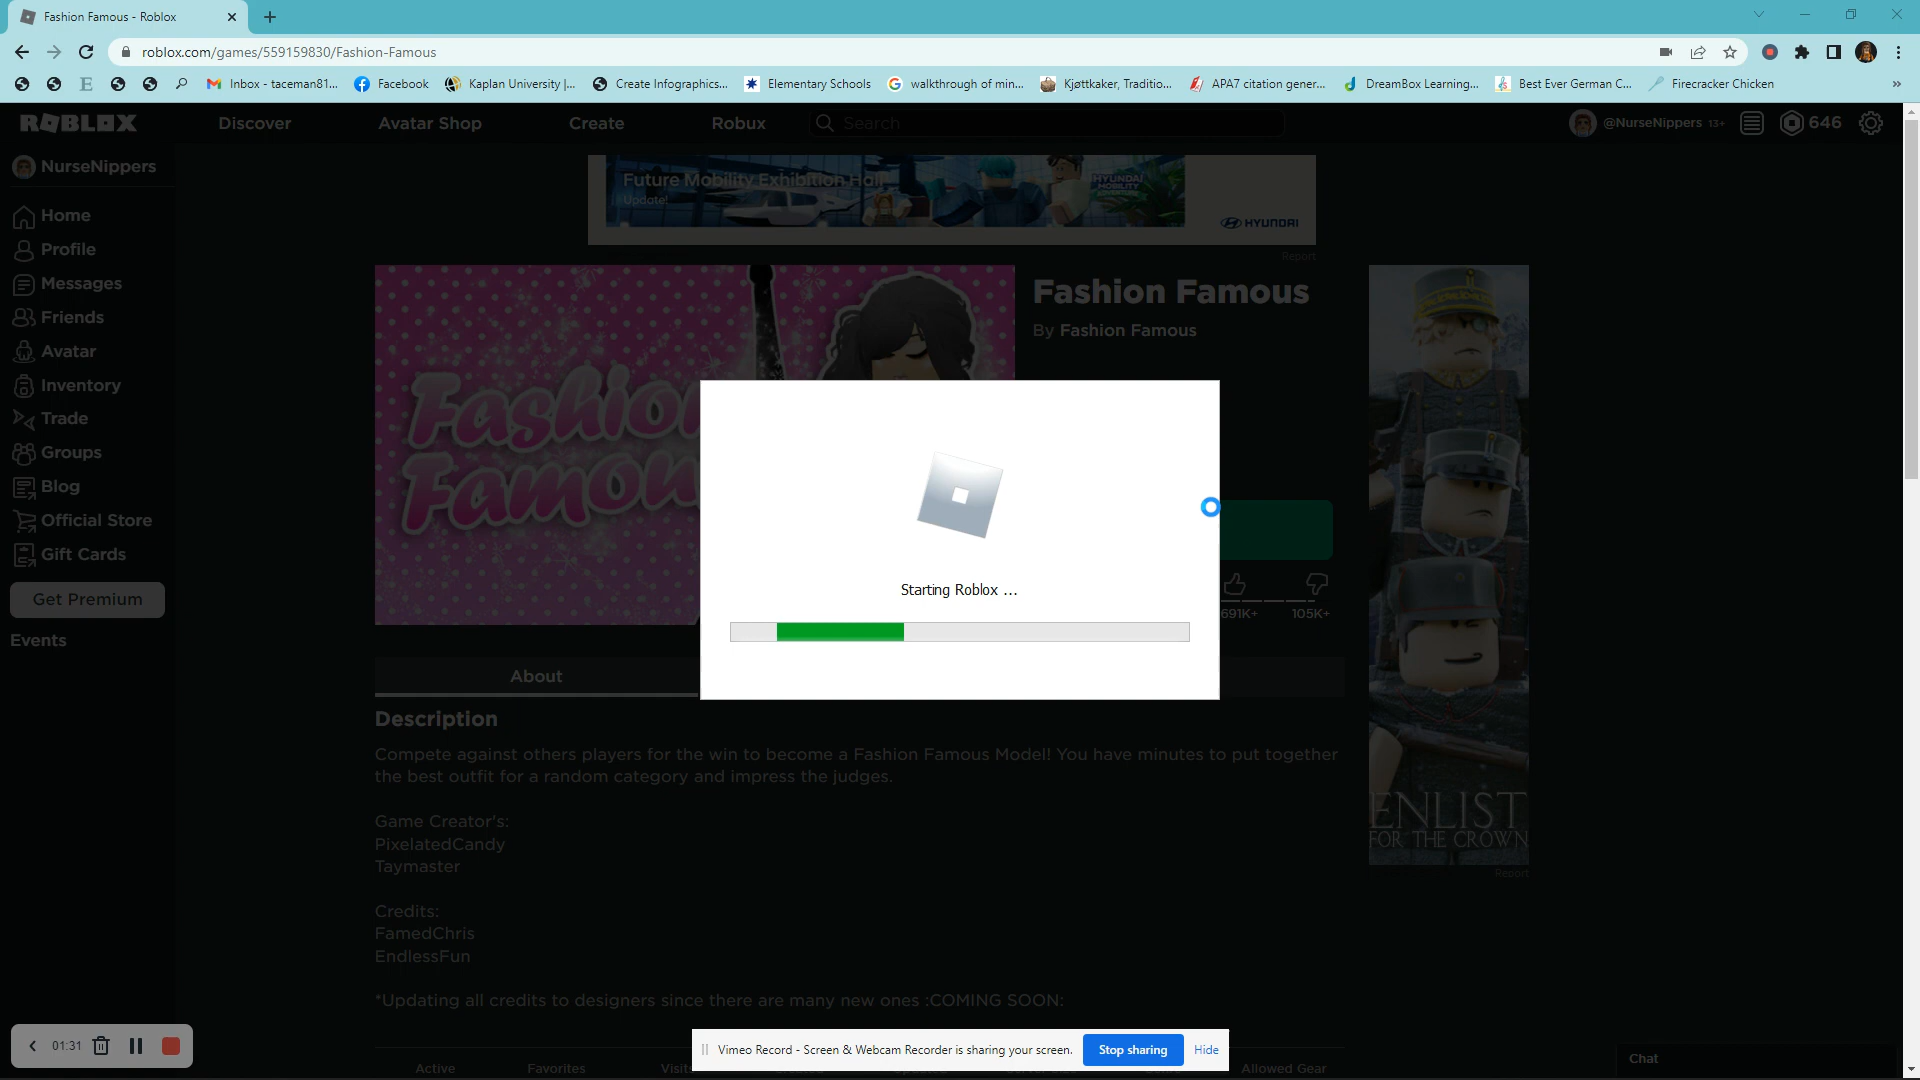 Fashion Famous - Roblox
roblox.com/games/559159830/Fashion-Famous
Inbox - taceman81...
Facebook
Kaplan University |...
Create Infographics...
Elementary Schools
walkthrough of min...
Kjøttkaker, Traditio...
APA7 citation gener...
DreamBox Learning,...
Best Ever German C...
Firecracker Chicken
»
ROBLOX
Discover
Avatar Shop
Create
Robux
Search
@NurseNippers 13+
646
NurseNippers
Home
Profile
Messages
Friends
Avatar
Inventory
Trade
Groups
Blog
Official Store
Gift Cards
Get Premium
Events
Future Mobility Exhibition Hall
Update!
HYUNDAI
MOBILITY
ADVENTURE
HYUNDAI
Report
Fashion
Famou
Fashion Famous
By Fashion Famous
Starting Roblox ...
691K+
105K+
About
Description
Compete against others players for the win to become a Fashion Famous Model! You have minutes to put together
the best outfit for a random category and impress the judges.
Game Creator's:
PixelatedCandy
Taymaster
Credits:
FamedChris
EndlessFun
*Updating all credits to designers since there are many new ones :COMING SOON:
Active
Favorites
Visits
Allowed Gear
ENLIST
FOR THE CROWN
Report
01:31
Vimeo Record - Screen & Webcam Recorder is sharing your screen.
Stop sharing
Hide
Chat